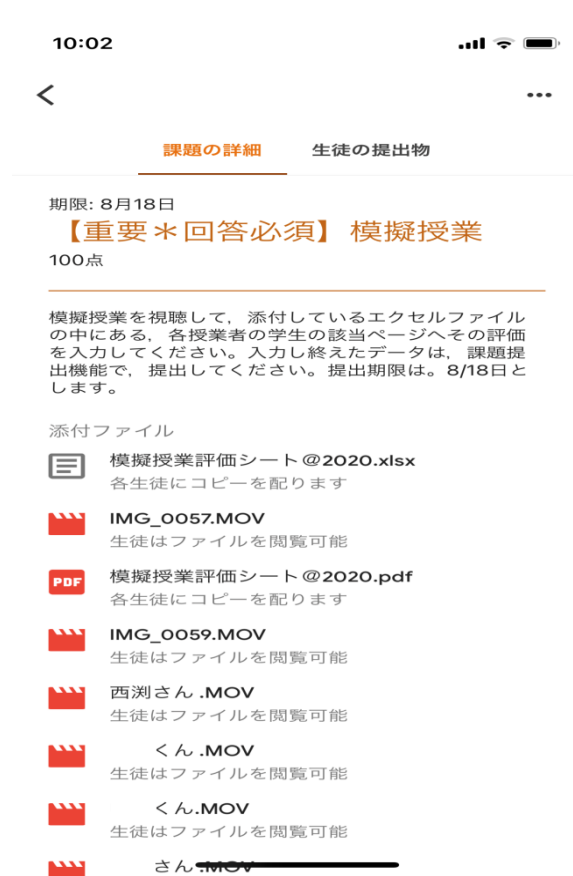 10:02
課題の詳細
生徒の提出物
期限: 8月18日
【重要＊回答必須】模擬授業
100点
模擬授業を視聴して，添付しているエクセルファイル
の中にある，各授業者の学生の該当ページへその評価
を入力してください。入力し終えたデータは，課題提
出機能で，提出してください。提出期限は。8/18日と
します。
添付ファイル
模擬授業評価シート@2020.xlsx
各生徒にコピーを配ります
IMG_0057.MOV
生徒はファイルを閲覧可能
PDF
模擬授業評価シート@2020.pdf
各生徒にコピーを配ります
IMG_0059.MOV
生徒はファイルを閲覧可能
西渕さん.MOV
生徒はファイルを閲覧可能
くん.MOV
生徒はファイルを閲覧可能
くん.MOV
生徒はファイルを閲覧可能
さん.MOV